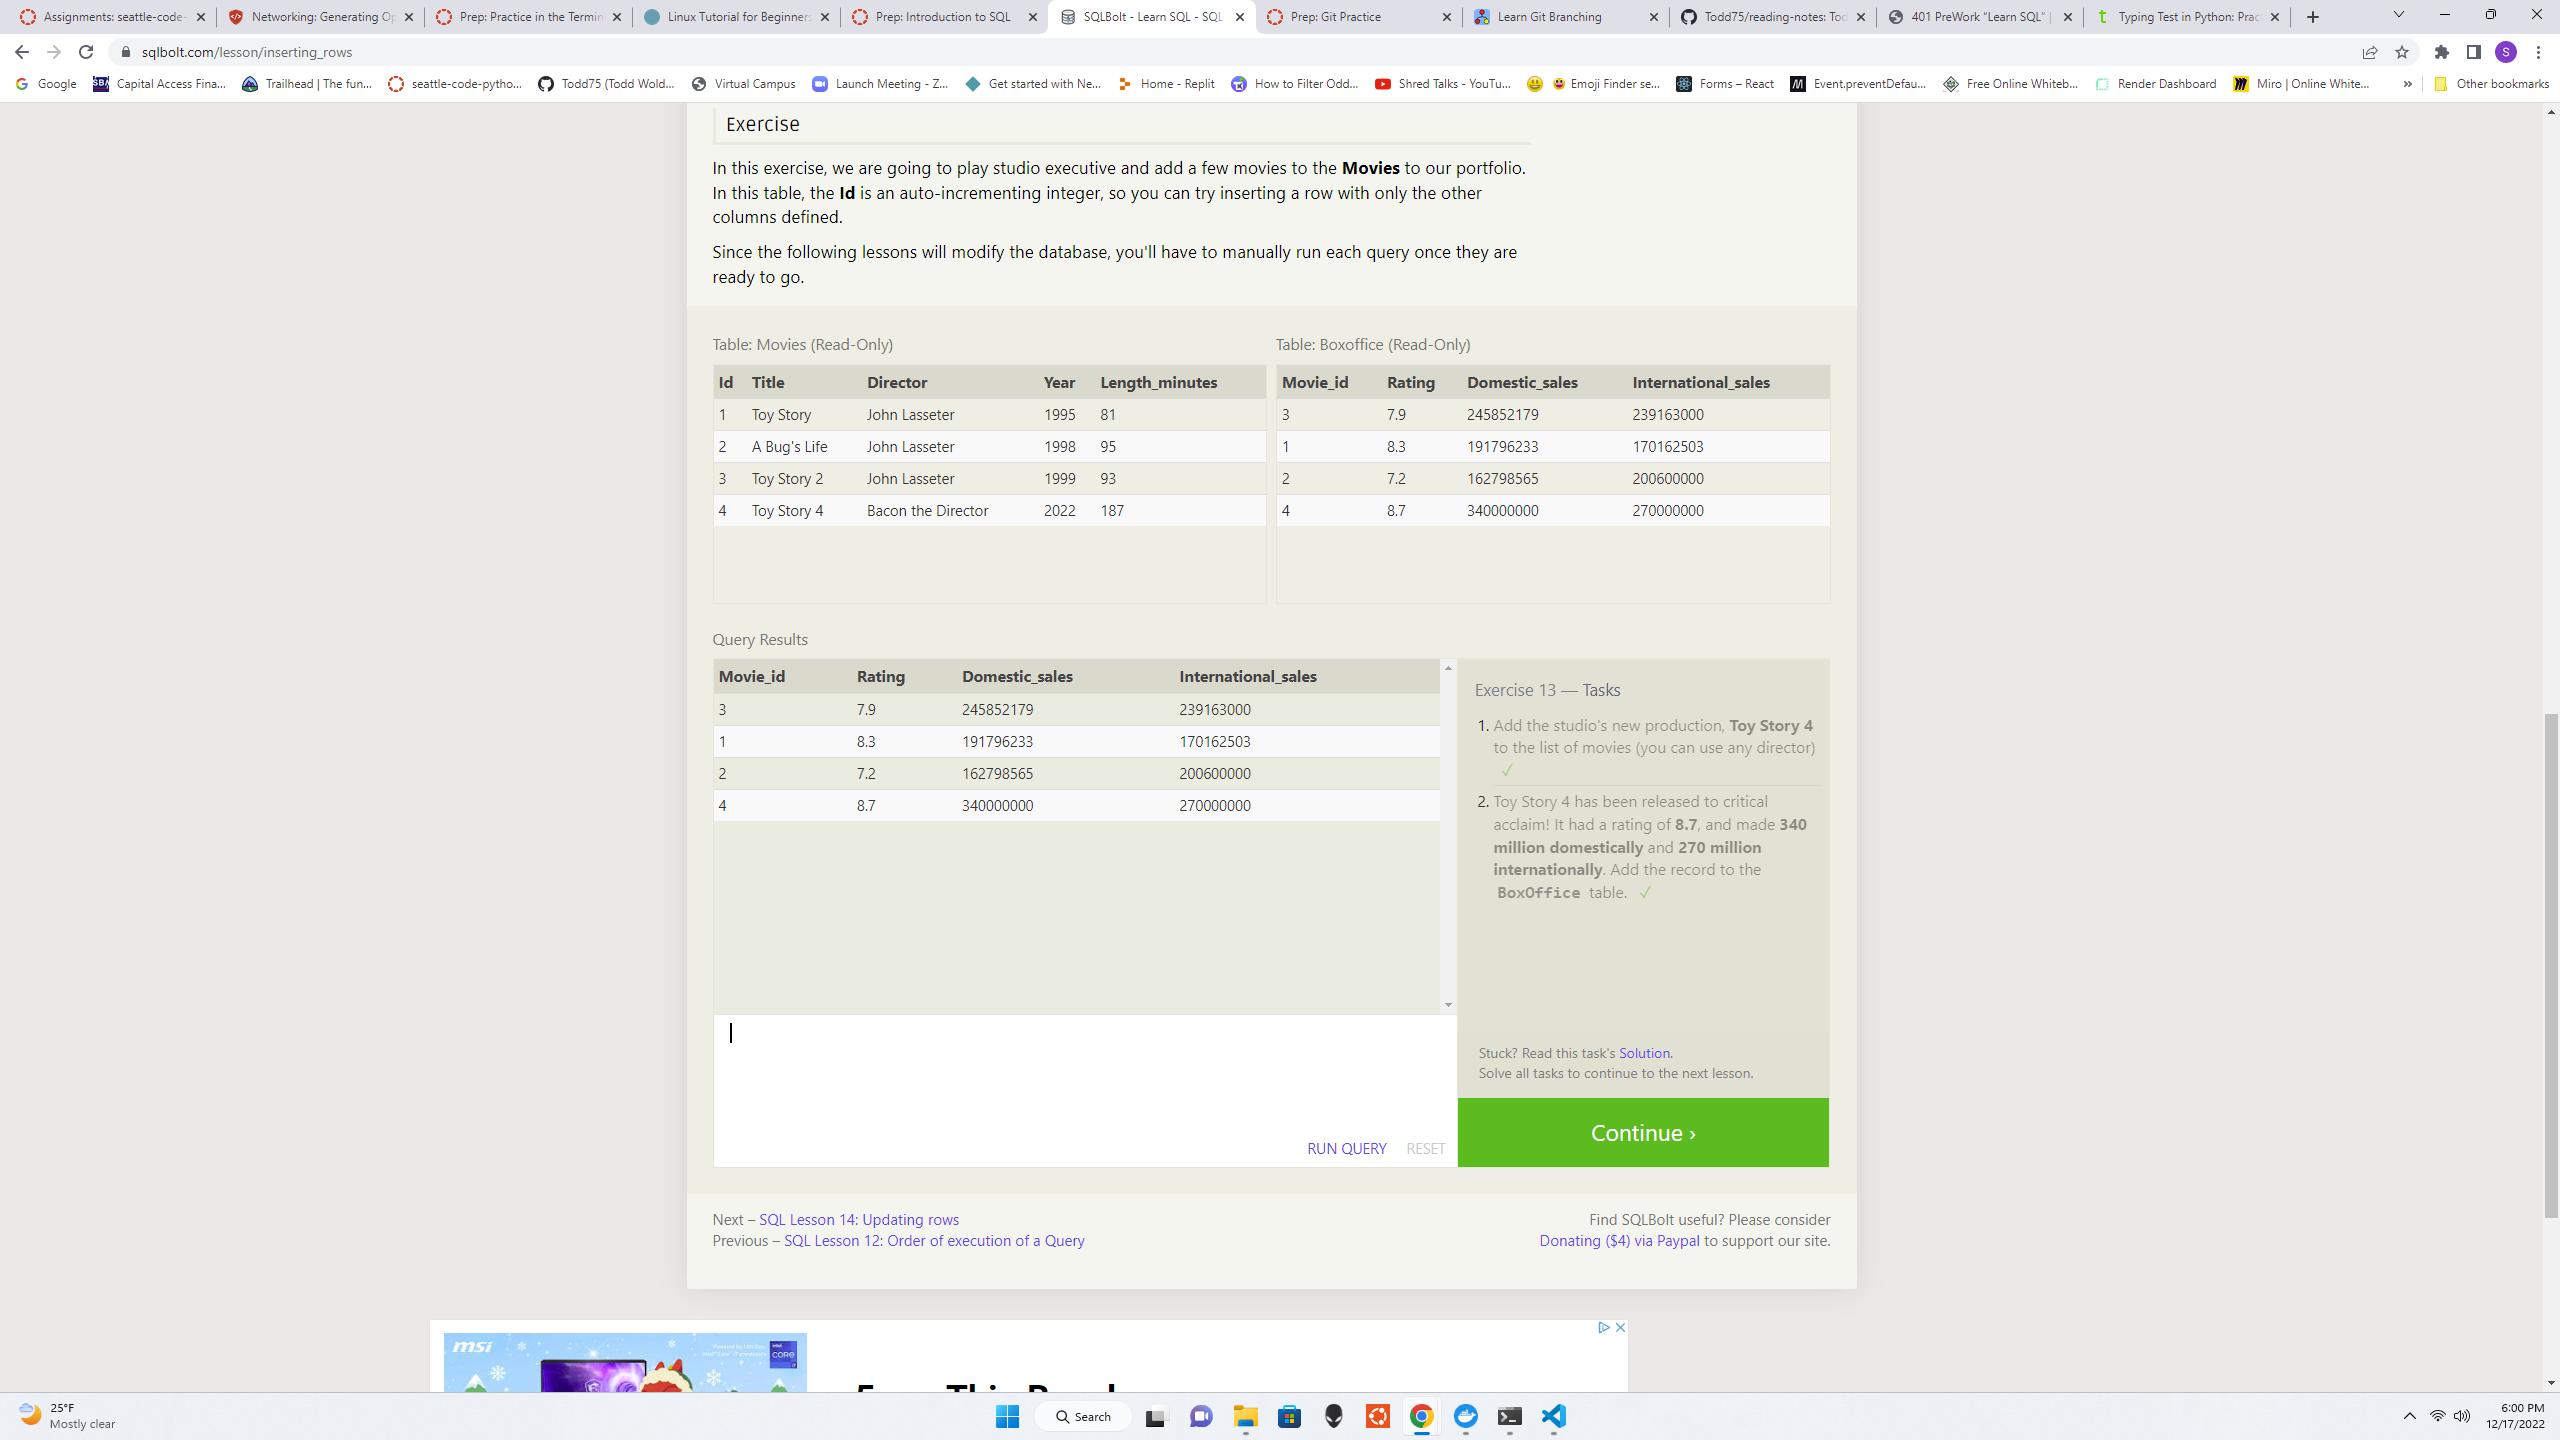 Assignments: seattle-code-
Networking: Generating Op
Prep: Practice in the Termin
Linux Tutorial for Beginners
Prep: Introduction to SQL
SQLBolt - Learn SQL - SQL
Prep: Git Practice
Learn Git Branching
Todd75/reading-notes: Tod
401 PreWork "Learn SQL" |
Typing Test in Python: Prac
sqlbolt.com/lesson/inserting_rows
S
Google
SBA
Capital Access Fina...
Trailhead | The fun...
seattle-code-pytho...
Todd75 (Todd Wold...
Virtual Campus
Launch Meeting - Z...
Get started with Ne...
Home - Replit
How to Filter Odd...
Shred Talks - YouTu...
Emoji Finder se...
Forms – React
Event.preventDefau...
Free Online Whiteb...
Render Dashboard
Miro | Online White...
»
Other bookmarks
Exercise
In this exercise, we are going to play studio executive and add a few movies to the Movies to our portfolio.
In this table, the Id is an auto-incrementing integer, so you can try inserting a row with only the other
columns defined.
Since the following lessons will modify the database, you'll have to manually run each query once they are
ready to go.
Table: Movies (Read-Only)
Id Title Director Year Length_minutes
1 Toy Story John Lasseter 1995 81
2 A Bug's Life John Lasseter 1998 95
3 Toy Story 2 John Lasseter 1999 93
4 Toy Story 4 Bacon the Director 2022 187
Table: Boxoffice (Read-Only)
Movie_id Rating Domestic_sales International_sales
3 7.9 245852179 239163000
1 8.3 191796233 170162503
2 7.2 162798565 200600000
4 8.7 340000000 270000000
Query Results
Movie_id Rating Domestic_sales International_sales
3 7.9 245852179 239163000
1 8.3 191796233 170162503
2 7.2 162798565 200600000
4 8.7 340000000 270000000
RUN QUERY RESET
Exercise 13 — Tasks
1. Add the studio's new production, Toy Story 4
to the list of movies (you can use any director)
✓
2. Toy Story 4 has been released to critical
acclaim! It had a rating of 8.7, and made 340
million domestically and 270 million
internationally. Add the record to the
BoxOffice table. ✓
Stuck? Read this task's Solution.
Solve all tasks to continue to the next lesson.
Continue ›
Next – SQL Lesson 14: Updating rows
Previous – SQL Lesson 12: Order of execution of a Query
Find SQLBolt useful? Please consider
Donating ($4) via Paypal to support our site.
msi
intel
CORE
25°F
Mostly clear
Search
6:00 PM
12/17/2022